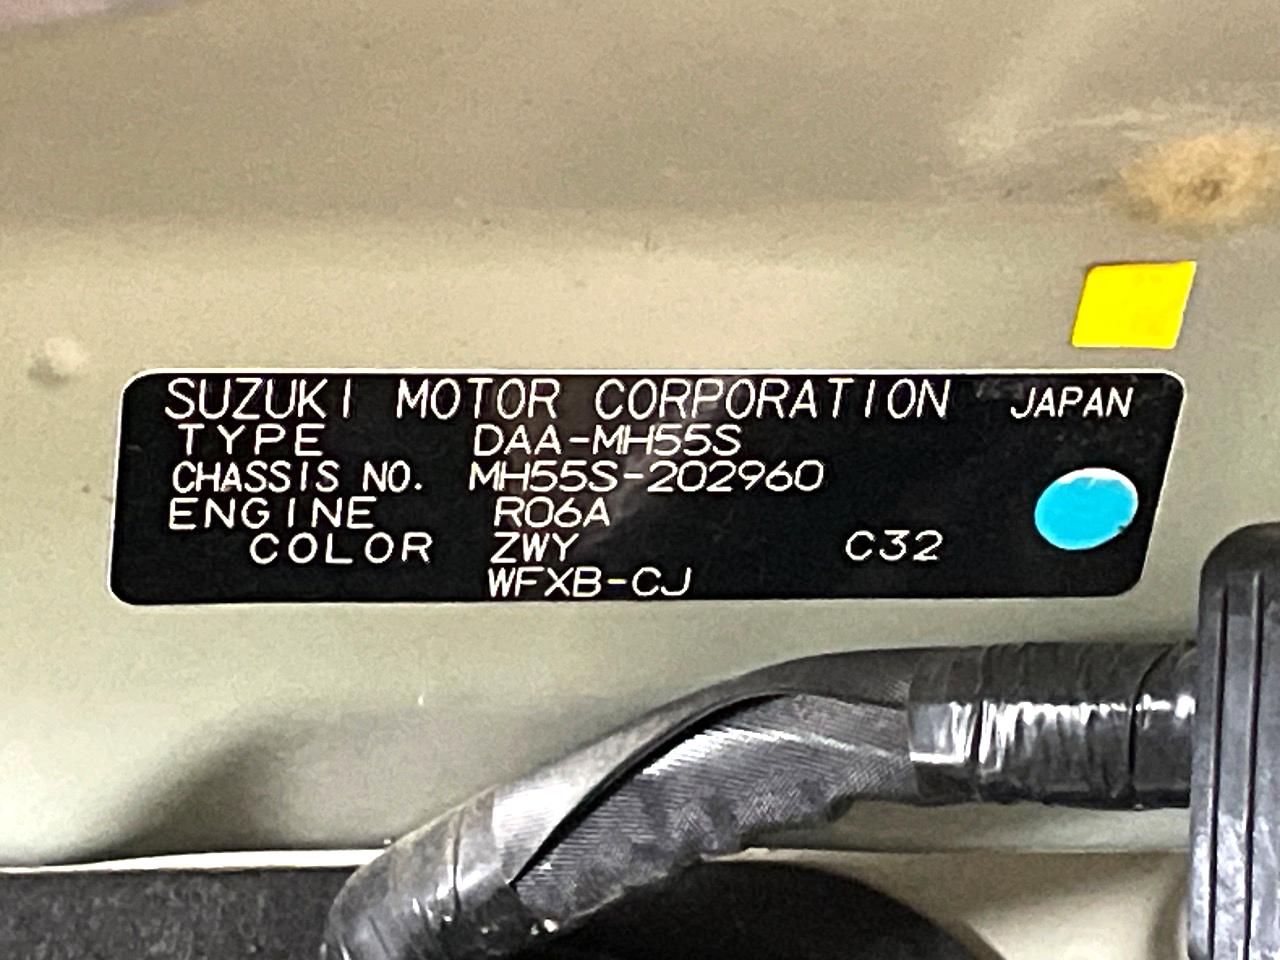 SUZUKI MOTOR CORPORATION JAPAN
TYPE DAA-MH55S
CHASSIS NO. MH55S-202960
ENGINE R06A
COLOR ZWY C32
WFXB-CJ